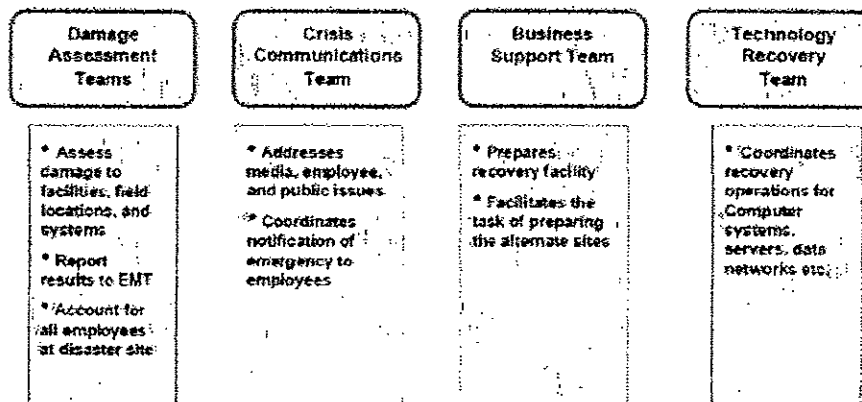 Damage
Assessment
Teams
* Assess
damage to
facilities, field
locations, and
systems
* Report
results to EMT
* Account for
all employees
at disaster site
Crisis
Communications
Team
* Addresses
media, employee,
and public issues
* Coordinates
notification of
emergency to
employees
Business
Support Team
* Prepares
recovery facility
* Facilitates the
task of preparing
the alternate sites
Technology
Recovery
Team
* Coordinates
recovery
operations for
Computer
systems,
servers, data
networks etc.